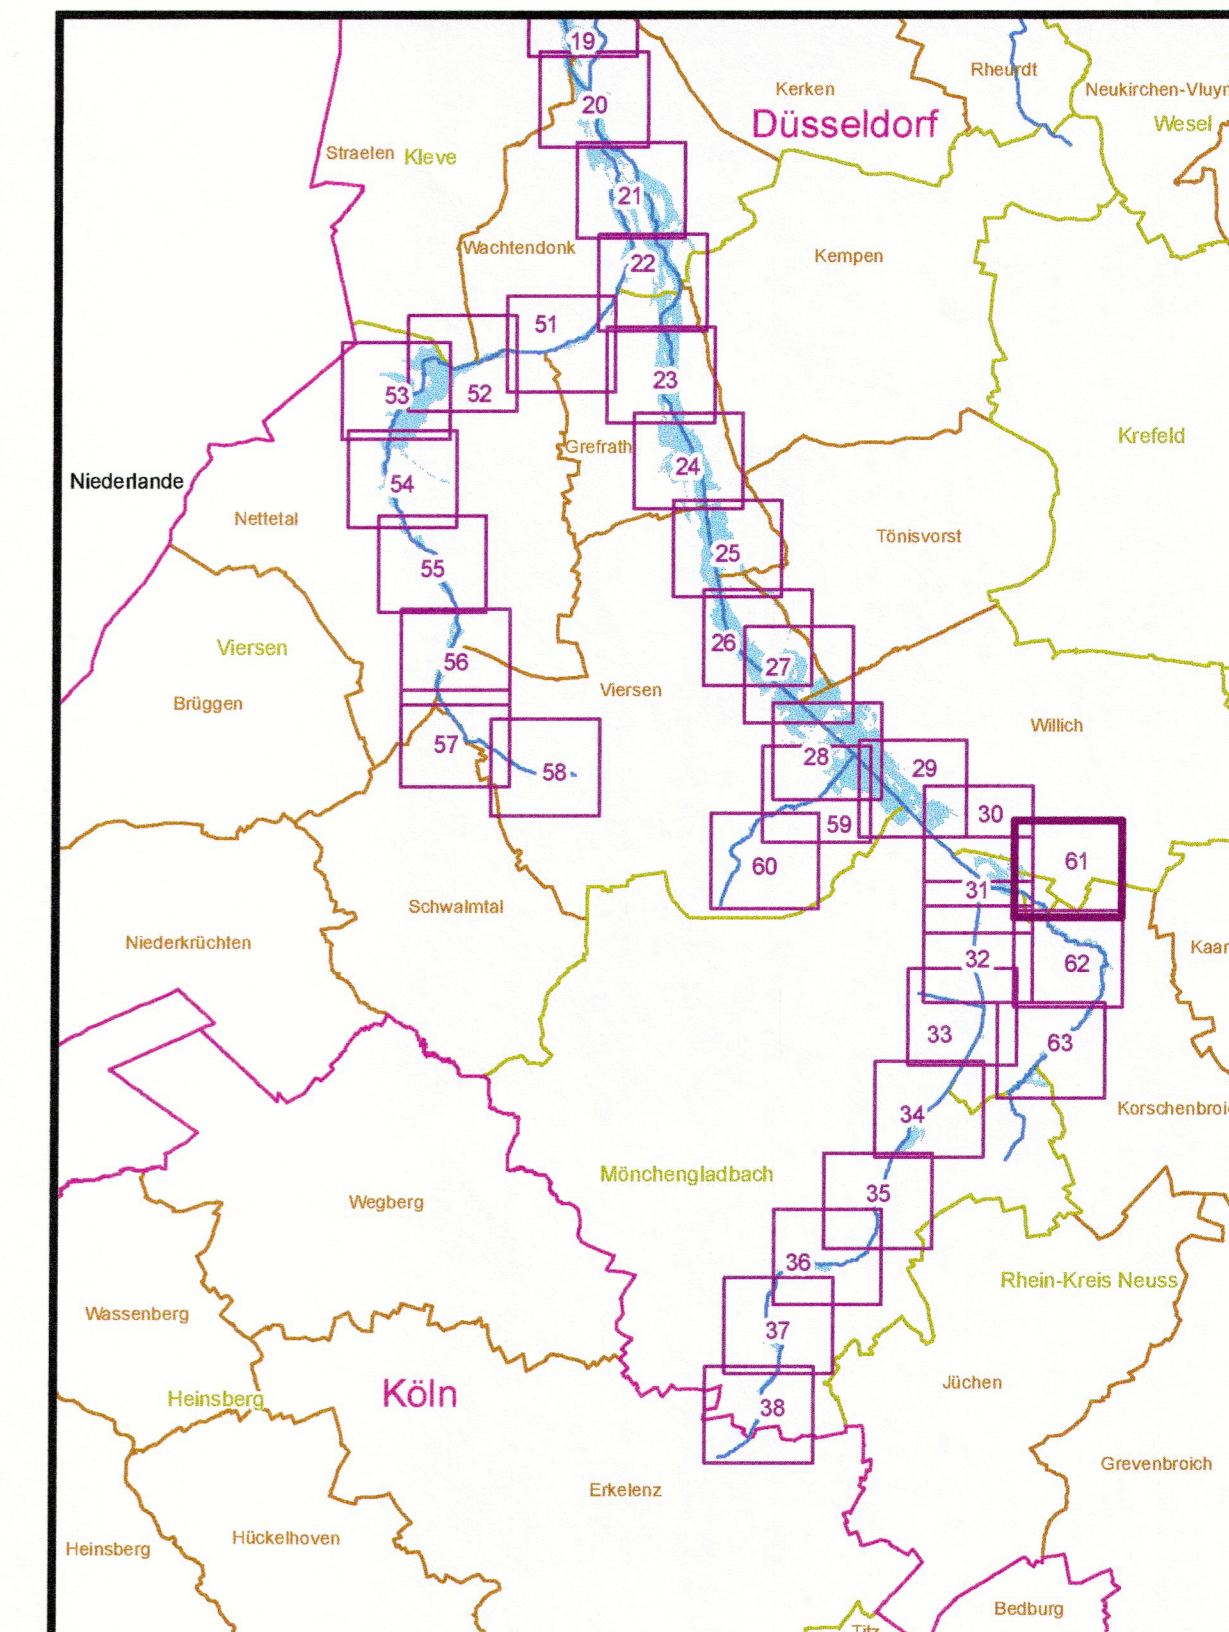 19
Rheurdt
Kerken
Neukirchen-Vluyn
20
Düsseldorf
Wesel
Straelen
Kleve
21
Wachtendonk
Kempen
22
51
23
53
52
Krefeld
Grefrath
24
Niederlande
54
Nettetal
Tönisvorst
25
55
26
Viersen
56
27
Viersen
Brüggen
Willich
57
28
58
29
30
59
61
60
31
Schwalmtal
Niederkrüchten
Kaar
32
62
33
63
34
Korschenbroi
Mönchengladbach
35
Wegberg
36
Rhein-Kreis Neuss
Wassenberg
37
Jüchen
Heinsberg
Köln
38
Grevenbroich
Erkelenz
Hückelhoven
Heinsberg
Bedburg
Titz